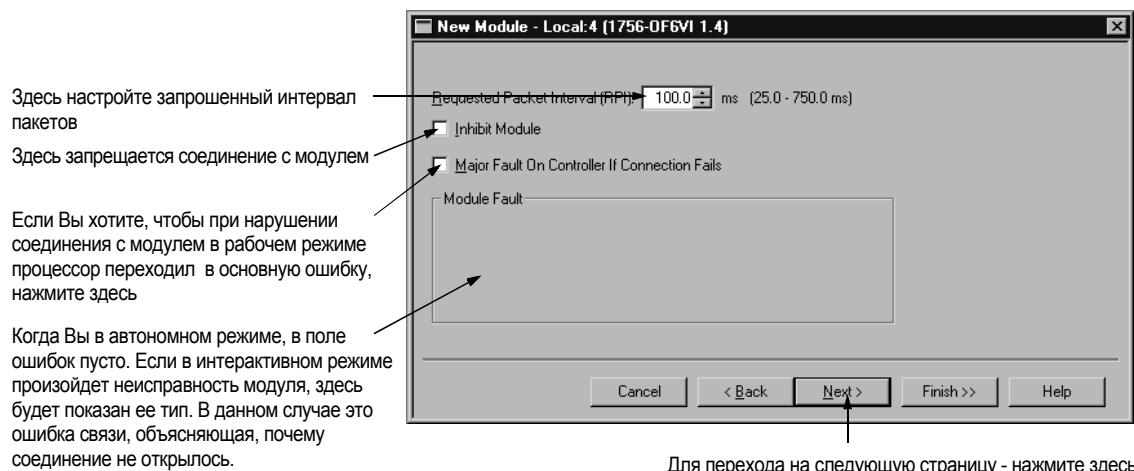 New Module - Local:4 (1756-OF6VI 1.4)
Здесь настройте запрошенный интервал
пакетов
Requested Packet Interval (RPI): 100.0 ms (25.0 - 750.0 ms)
Inhibit Module
Здесь запрещается соединение с модулем
Major Fault On Controller If Connection Fails
Module Fault
Если Вы хотите, чтобы при нарушении
соединения с модулем в рабочем режиме
процессор переходил в основную ошибку,
нажмите здесь
Когда Вы в автономном режиме, в поле
ошибок пусто. Если в интерактивном режиме
произойдет неисправность модуля, здесь
будет показан ее тип. В данном случае это
ошибка связи, объясняющая, почему
соединение не открылось.
Cancel < Back Next > Finish >> Help
Для перехода на следующую страницу - нажмите здесь